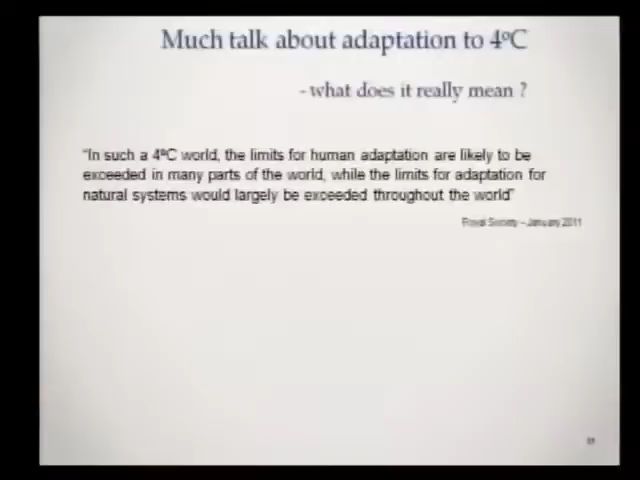 Much talk about adaptation to 4ºC
- what does it really mean ?
"In such a 4ºC world, the limits for human adaptation are likely to be
exceeded in many parts of the world, while the limits for adaptation for
natural systems would largely be exceeded throughout the world"
Royal Society – January 2011